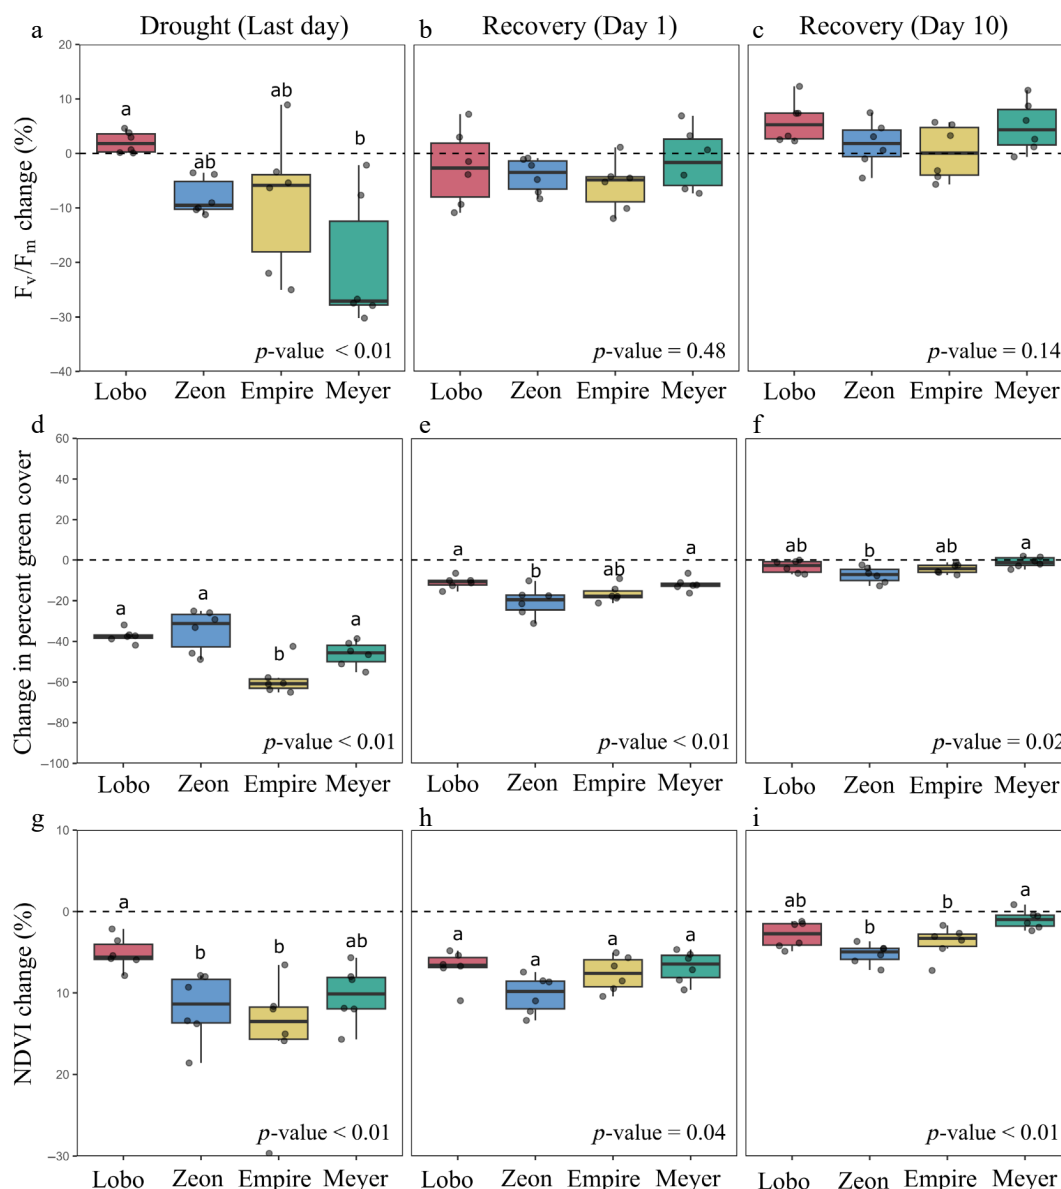 a Drought (Last day) b Recovery (Day 1) c Recovery (Day 10)
Fv/Fm change (%)
20
10
0
–10
–20
–30
–40
a
ab
ab
b
p-value < 0.01
p-value = 0.48
p-value = 0.14
Lobo Zeon Empire Meyer Lobo Zeon Empire Meyer Lobo Zeon Empire Meyer
d e f
Change in percent green cover
60
40
20
0
–20
–40
–60
–80
–100
a a b a
a b ab a
ab b ab a
p-value < 0.01
p-value < 0.01
p-value = 0.02
Lobo Zeon Empire Meyer Lobo Zeon Empire Meyer Lobo Zeon Empire Meyer
g h i
NDVI change (%)
10
0
10
20
–30
a b b ab
a a a a
ab b b a
p-value < 0.01
p-value = 0.04
p-value < 0.01
Lobo Zeon Empire Meyer Lobo Zeon Empire Meyer Lobo Zeon Empire Meyer